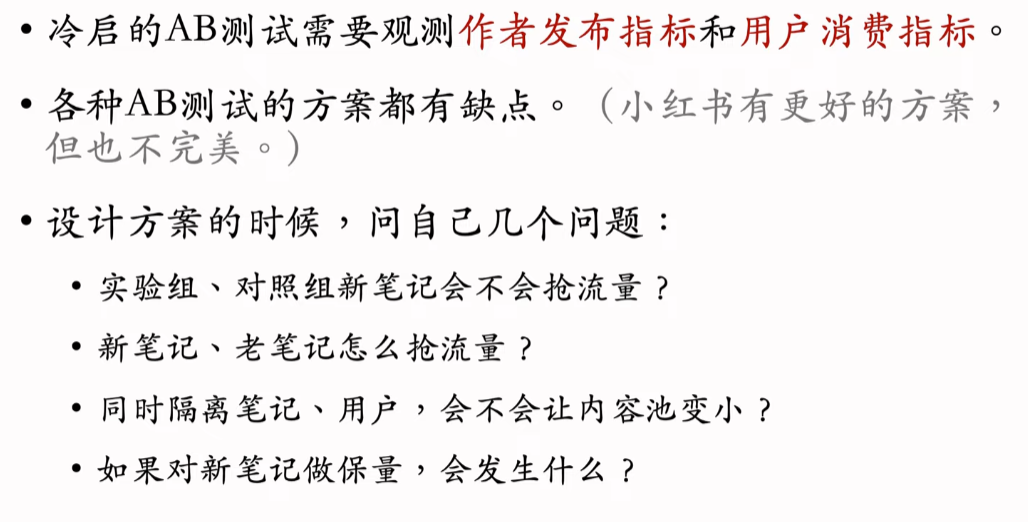 • 冷启的AB测试需要观测作者发布指标和用户消费指标。
• 各种AB测试的方案都有缺点。（小红书有更好的方案，
但也不完美。）
• 设计方案的时候，问自己几个问题：
• 实验组、对照组新笔记会不会抢流量？
• 新笔记、老笔记怎么抢流量？
• 同时隔离笔记、用户，会不会让内容池变小？
• 如果对新笔记做保量，会发生什么？